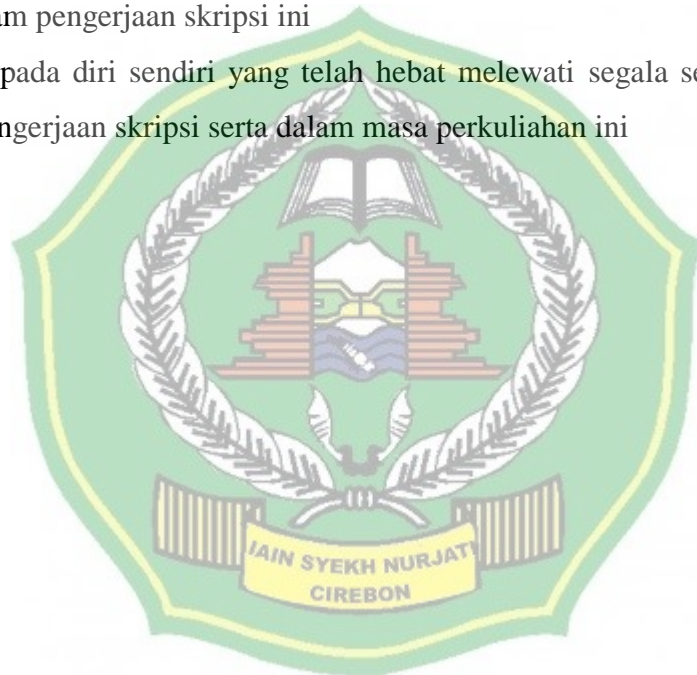 am pengerjaan skripsi ini
pada diri sendiri yang telah hebat melewati segala se
ngerjaan skripsi serta dalam masa perkuliahan ini
IAIN SYEKH NURJATI
CIREBON